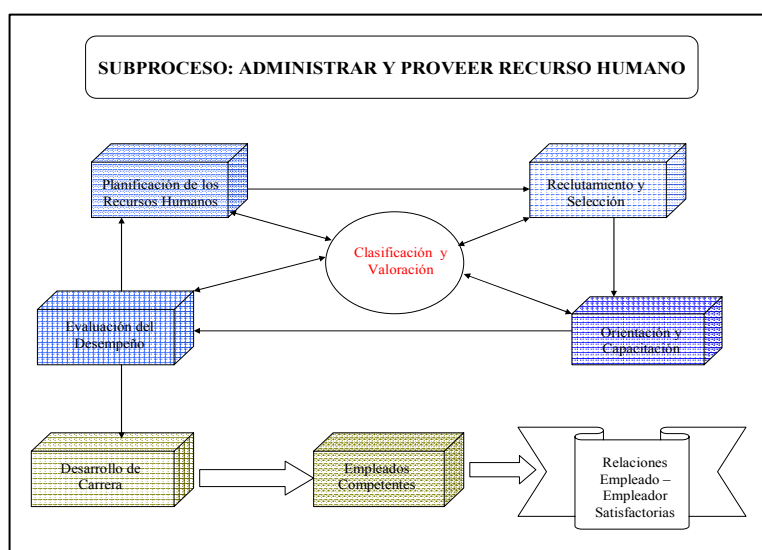 SUBPROCESO: ADMINISTRAR Y PROVEER RECURSO HUMANO
Planificación de los
Recursos Humanos
Reclutamiento y
Selección
Clasificación y
Valoración
Evaluación del
Desempeño
Orientación y
Capacitación
Desarrollo de
Carrera
Empleados
Competentes
Relaciones
Empleado –
Empleador
Satisfactorias